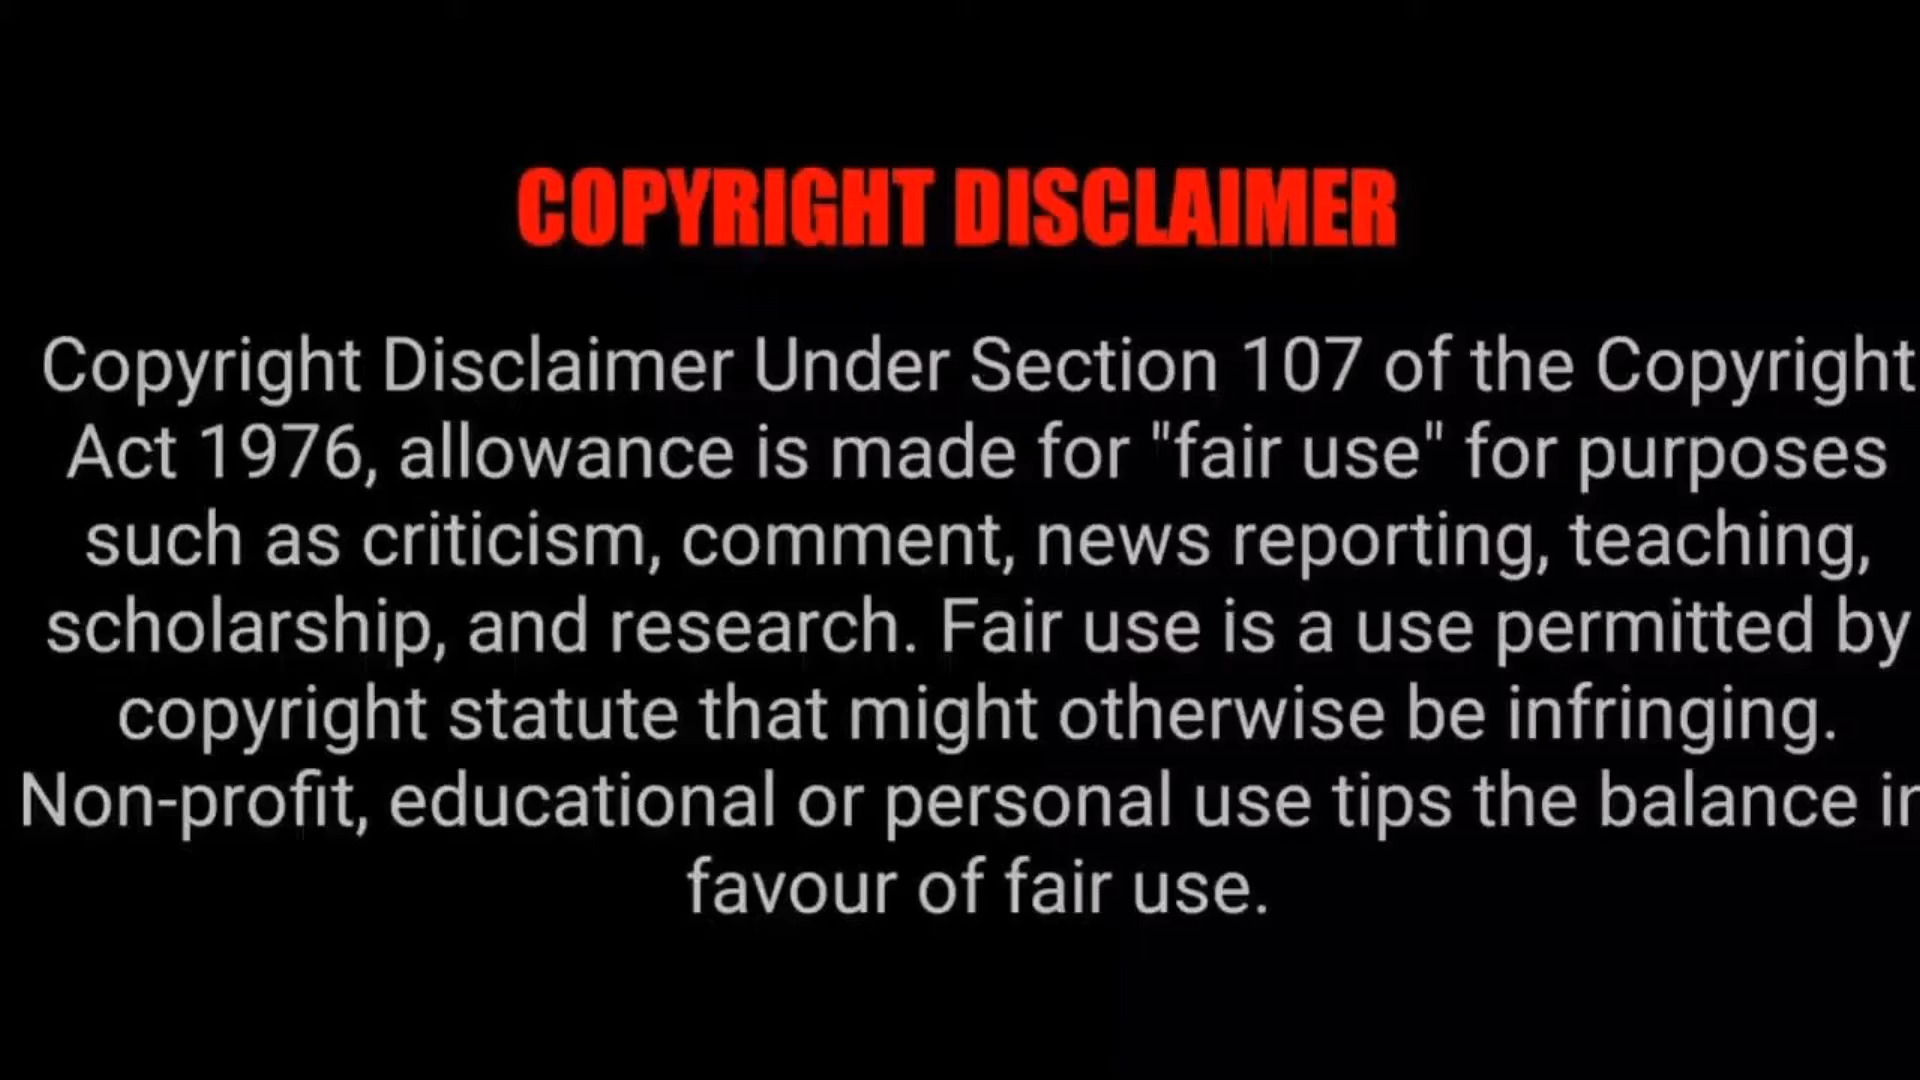 COPYRIGHT DISCLAIMER
Copyright Disclaimer Under Section 107 of the Copyright
Act 1976, allowance is made for "fair use" for purposes
such as criticism, comment, news reporting, teaching,
scholarship, and research. Fair use is a use permitted by
copyright statute that might otherwise be infringing.
Non-profit, educational or personal use tips the balance in
favour of fair use.